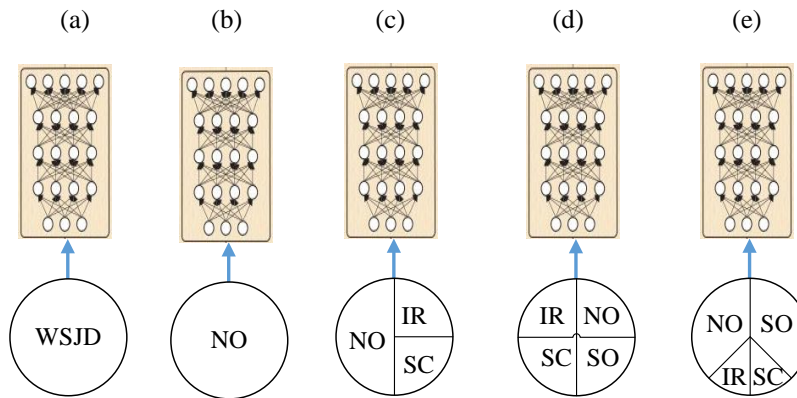 (a) (b) (c) (d) (e)
WSJD
NO
NO IR
SC
IR NO
SC SO
NO SO
IR SC